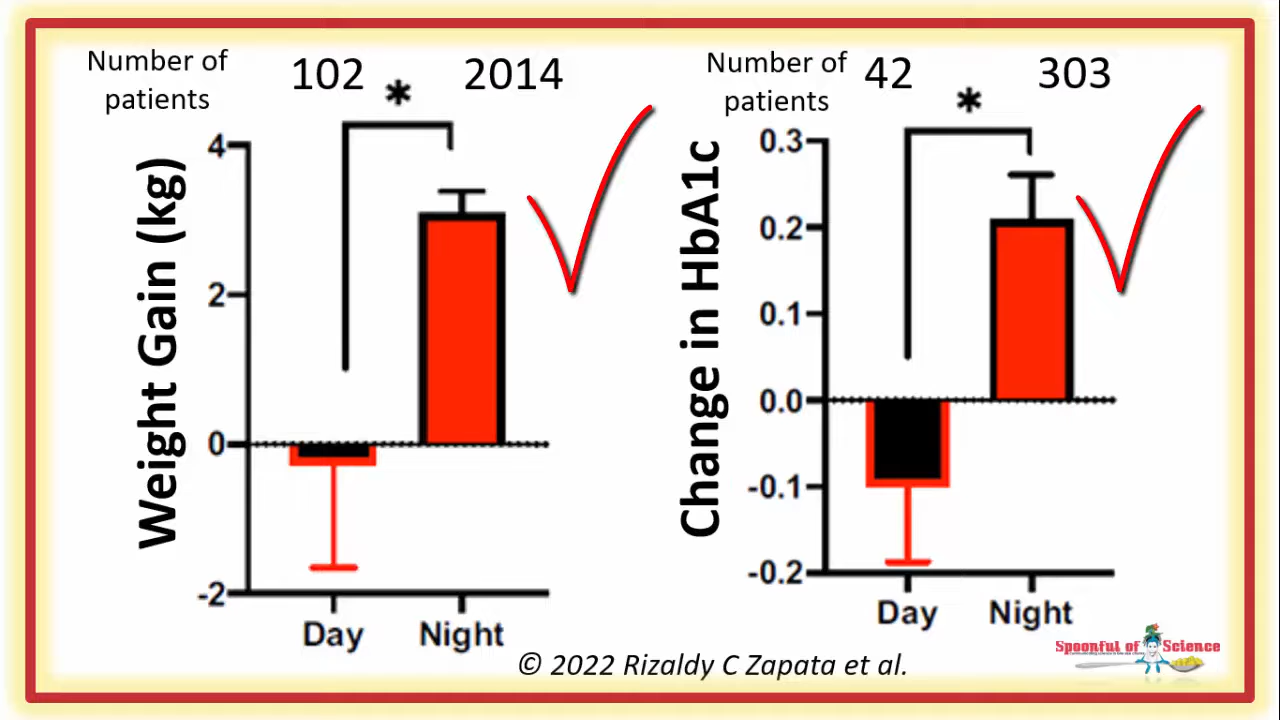 Number of
patients
102
2014
*
Weight Gain (kg)
4
2
0
-2
Day
Night
Number of
patients
42
303
*
Change in HbA1c
0.3
0.2
0.1
0.0
-0.1
-0.2
Day
Night
© 2022 Rizaldy C Zapata et al.
Spoonful of Science